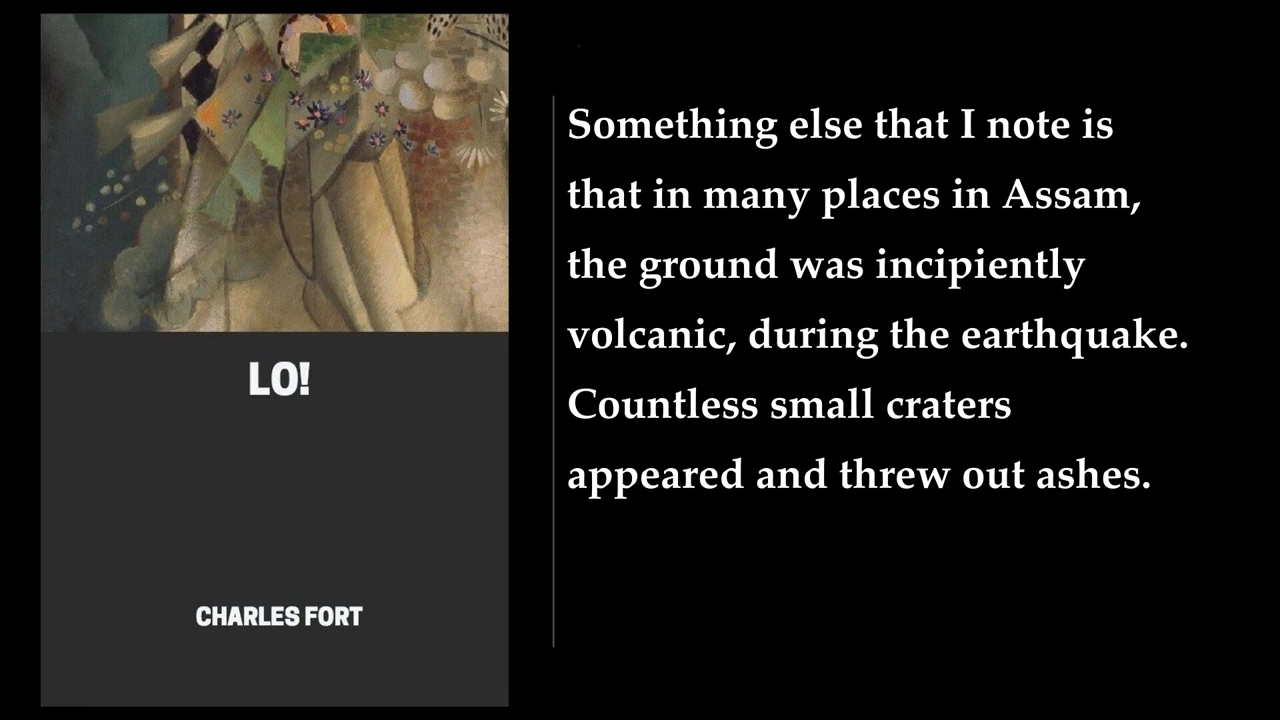 LO!
CHARLES FORT
Something else that I note is
that in many places in Assam,
the ground was incipiently
volcanic, during the earthquake.
Countless small craters
appeared and threw out ashes.